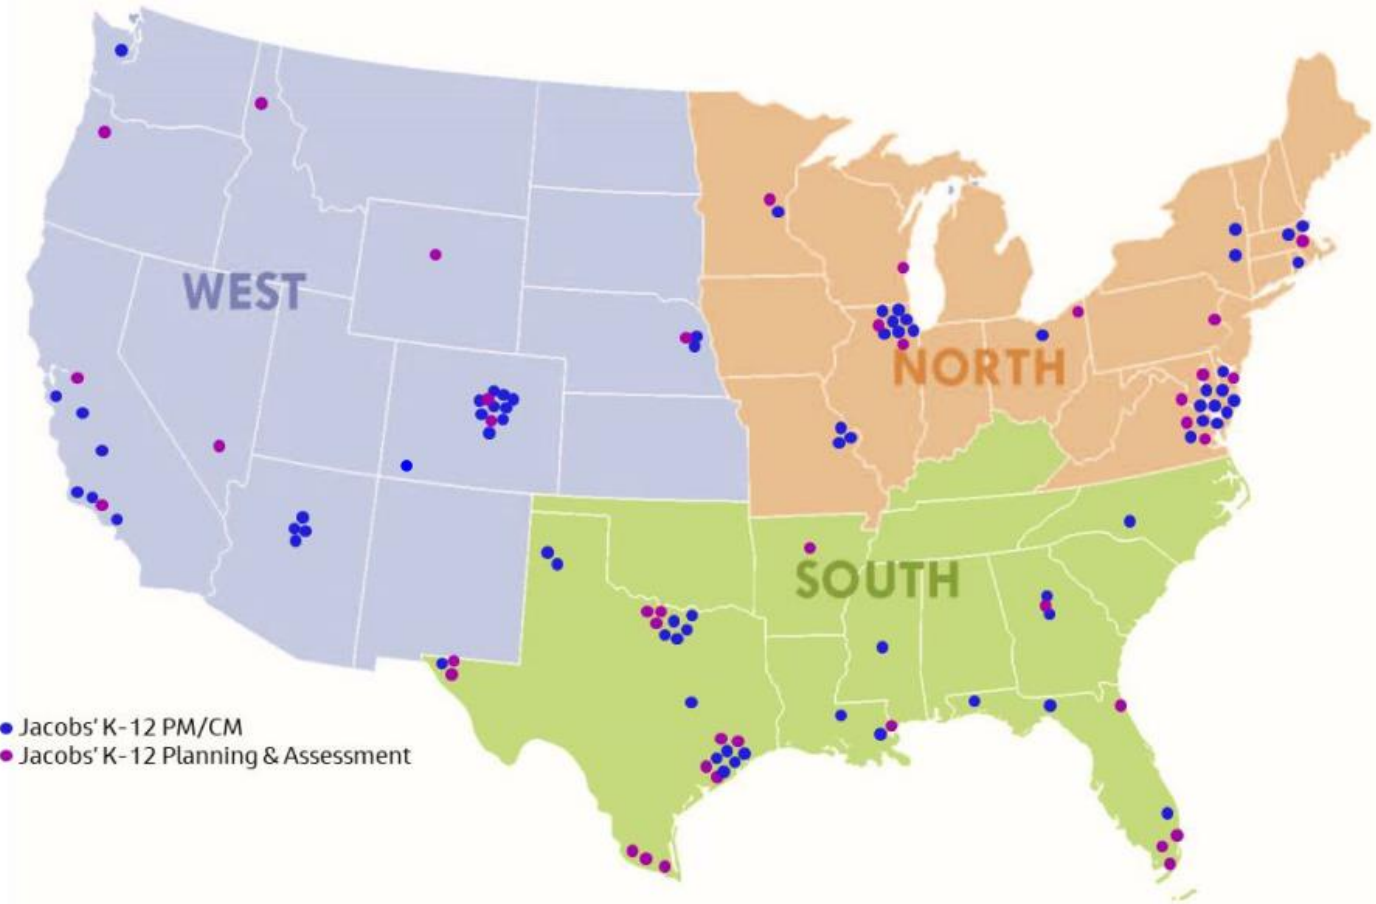 WEST
NORTH
SOUTH
Jacobs' K-12 PM/CM
Jacobs' K-12 Planning & Assessment